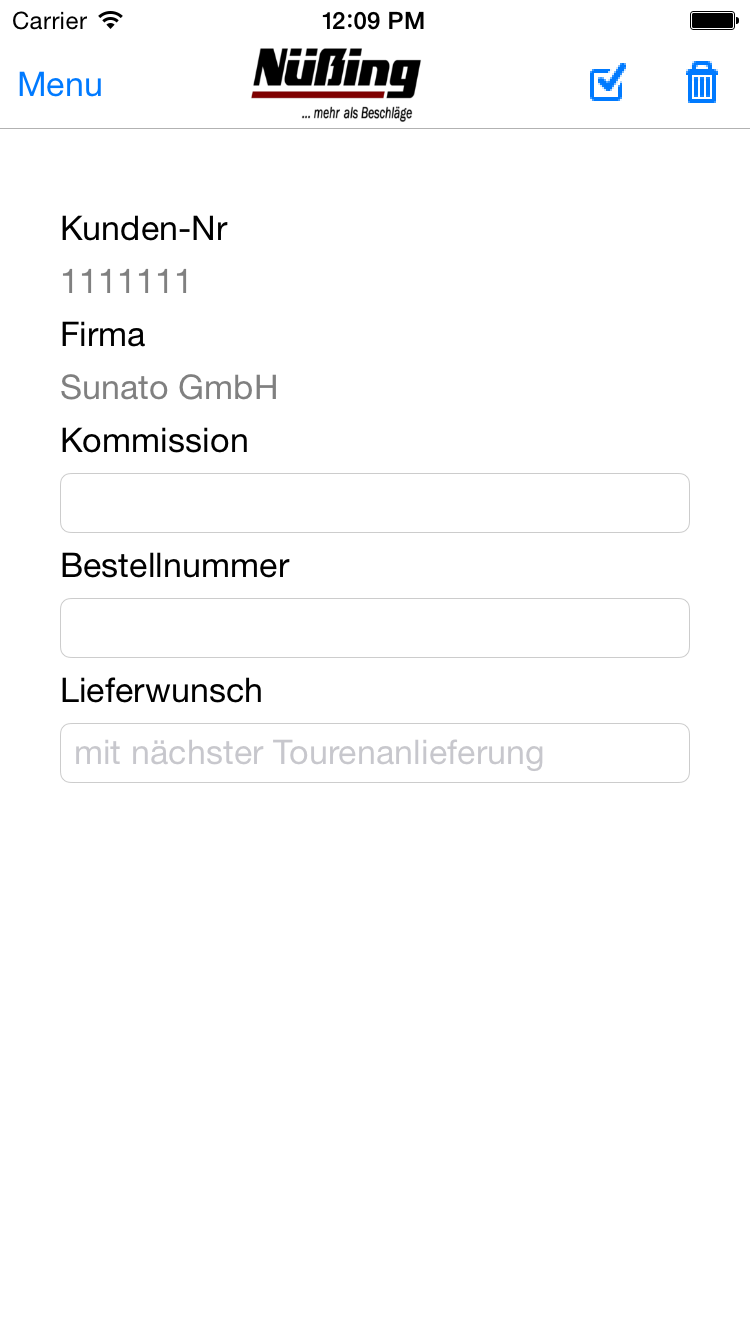 Carrier 12:09 PM
Menu
Nüßing
... mehr als Beschläge
Kunden-Nr
1111111
Firma
Sunato GmbH
Kommission
Bestellnummer
Lieferwunsch
mit nächster Tourenanlieferung